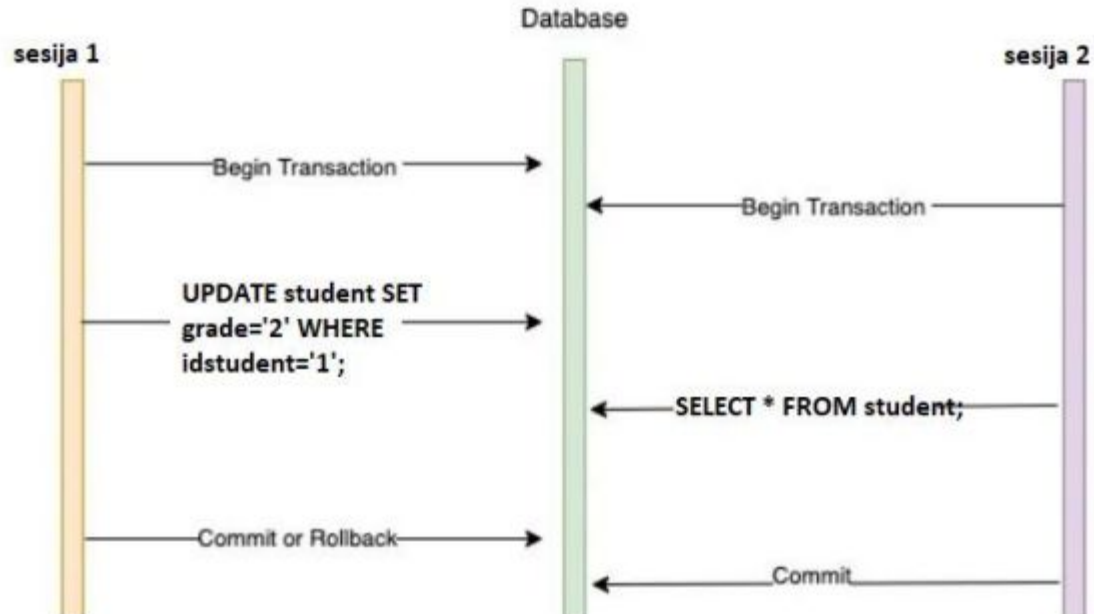 Database
sesija 1
sesija 2
Begin Transaction
Begin Transaction
UPDATE student SET
grade='2' WHERE
idstudent='1';
SELECT * FROM student;
Commit or Rollback
Commit